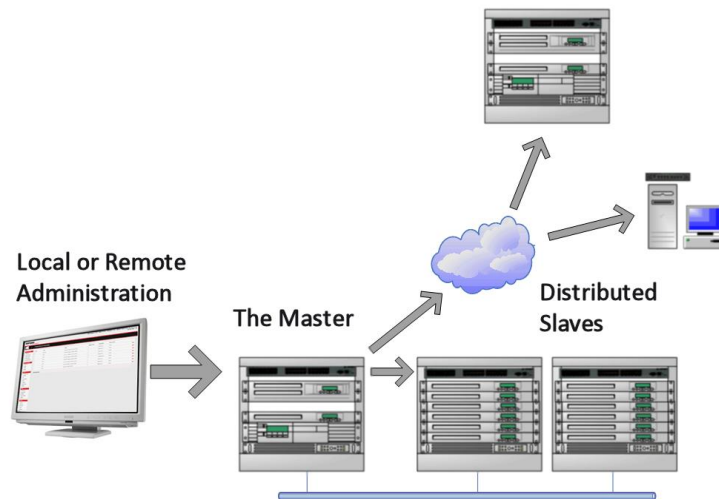 Local or Remote
Administration
The Master
Distributed
Slaves